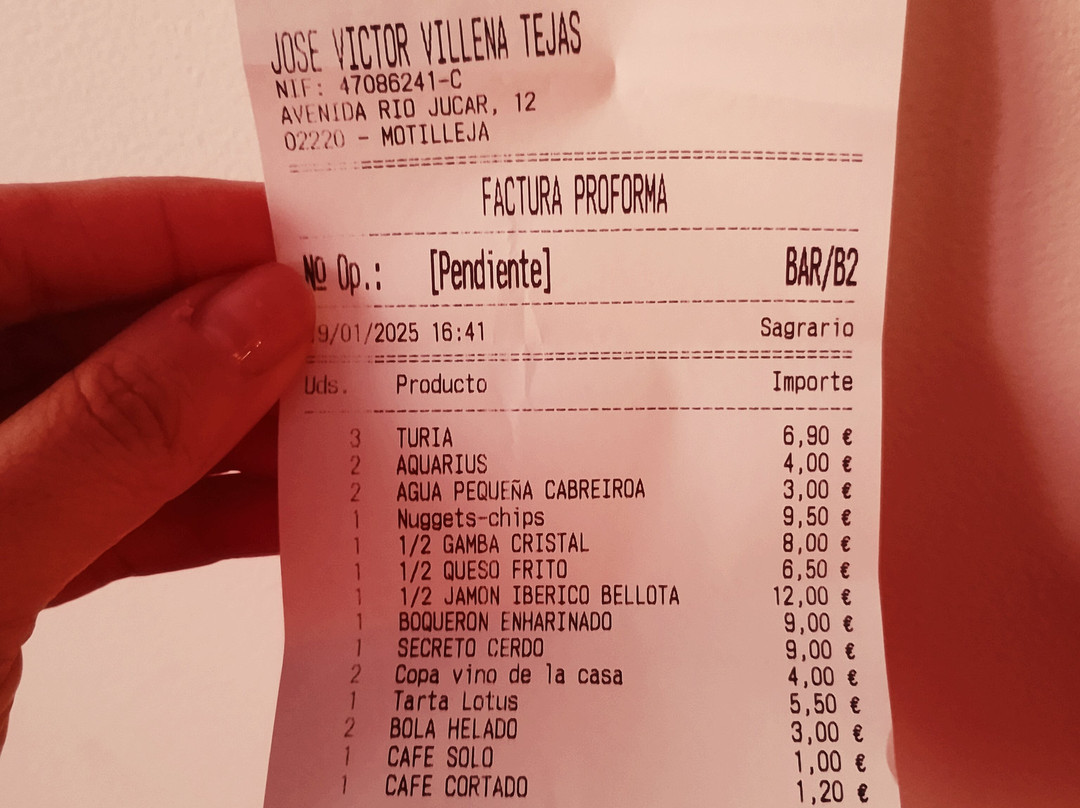 JOSE VICTOR VILLENA TEJAS
NIF: 47086241-C
AVENIDA RIO JUCAR, 12
02220 - MOTILLEJA
FACTURA PROFORMA
Nº Op.: [Pendiente] BAR/B2
9/01/2025 16:41 Sagrario
Uds. Producto Importe
3 TURIA 6,90 €
2 AQUARIUS 4,00 €
2 AGUA PEQUEÑA CABREIROA 3,00 €
1 Nuggets-chips 9,50 €
1 1/2 GAMBA CRISTAL 8,00 €
1 1/2 QUESO FRITO 6,50 €
1 1/2 JAMON IBERICO BELLOTA 12,00 €
1 BOQUERON ENHARINADO 9,00 €
1 SECRETO CERDO 9,00 €
2 Copa vino de la casa 4,00 €
1 Tarta Lotus 5,50 €
2 BOLA HELADO 3,00 €
1 CAFE SOLO 1,00 €
1 CAFE CORTADO 1,20 €